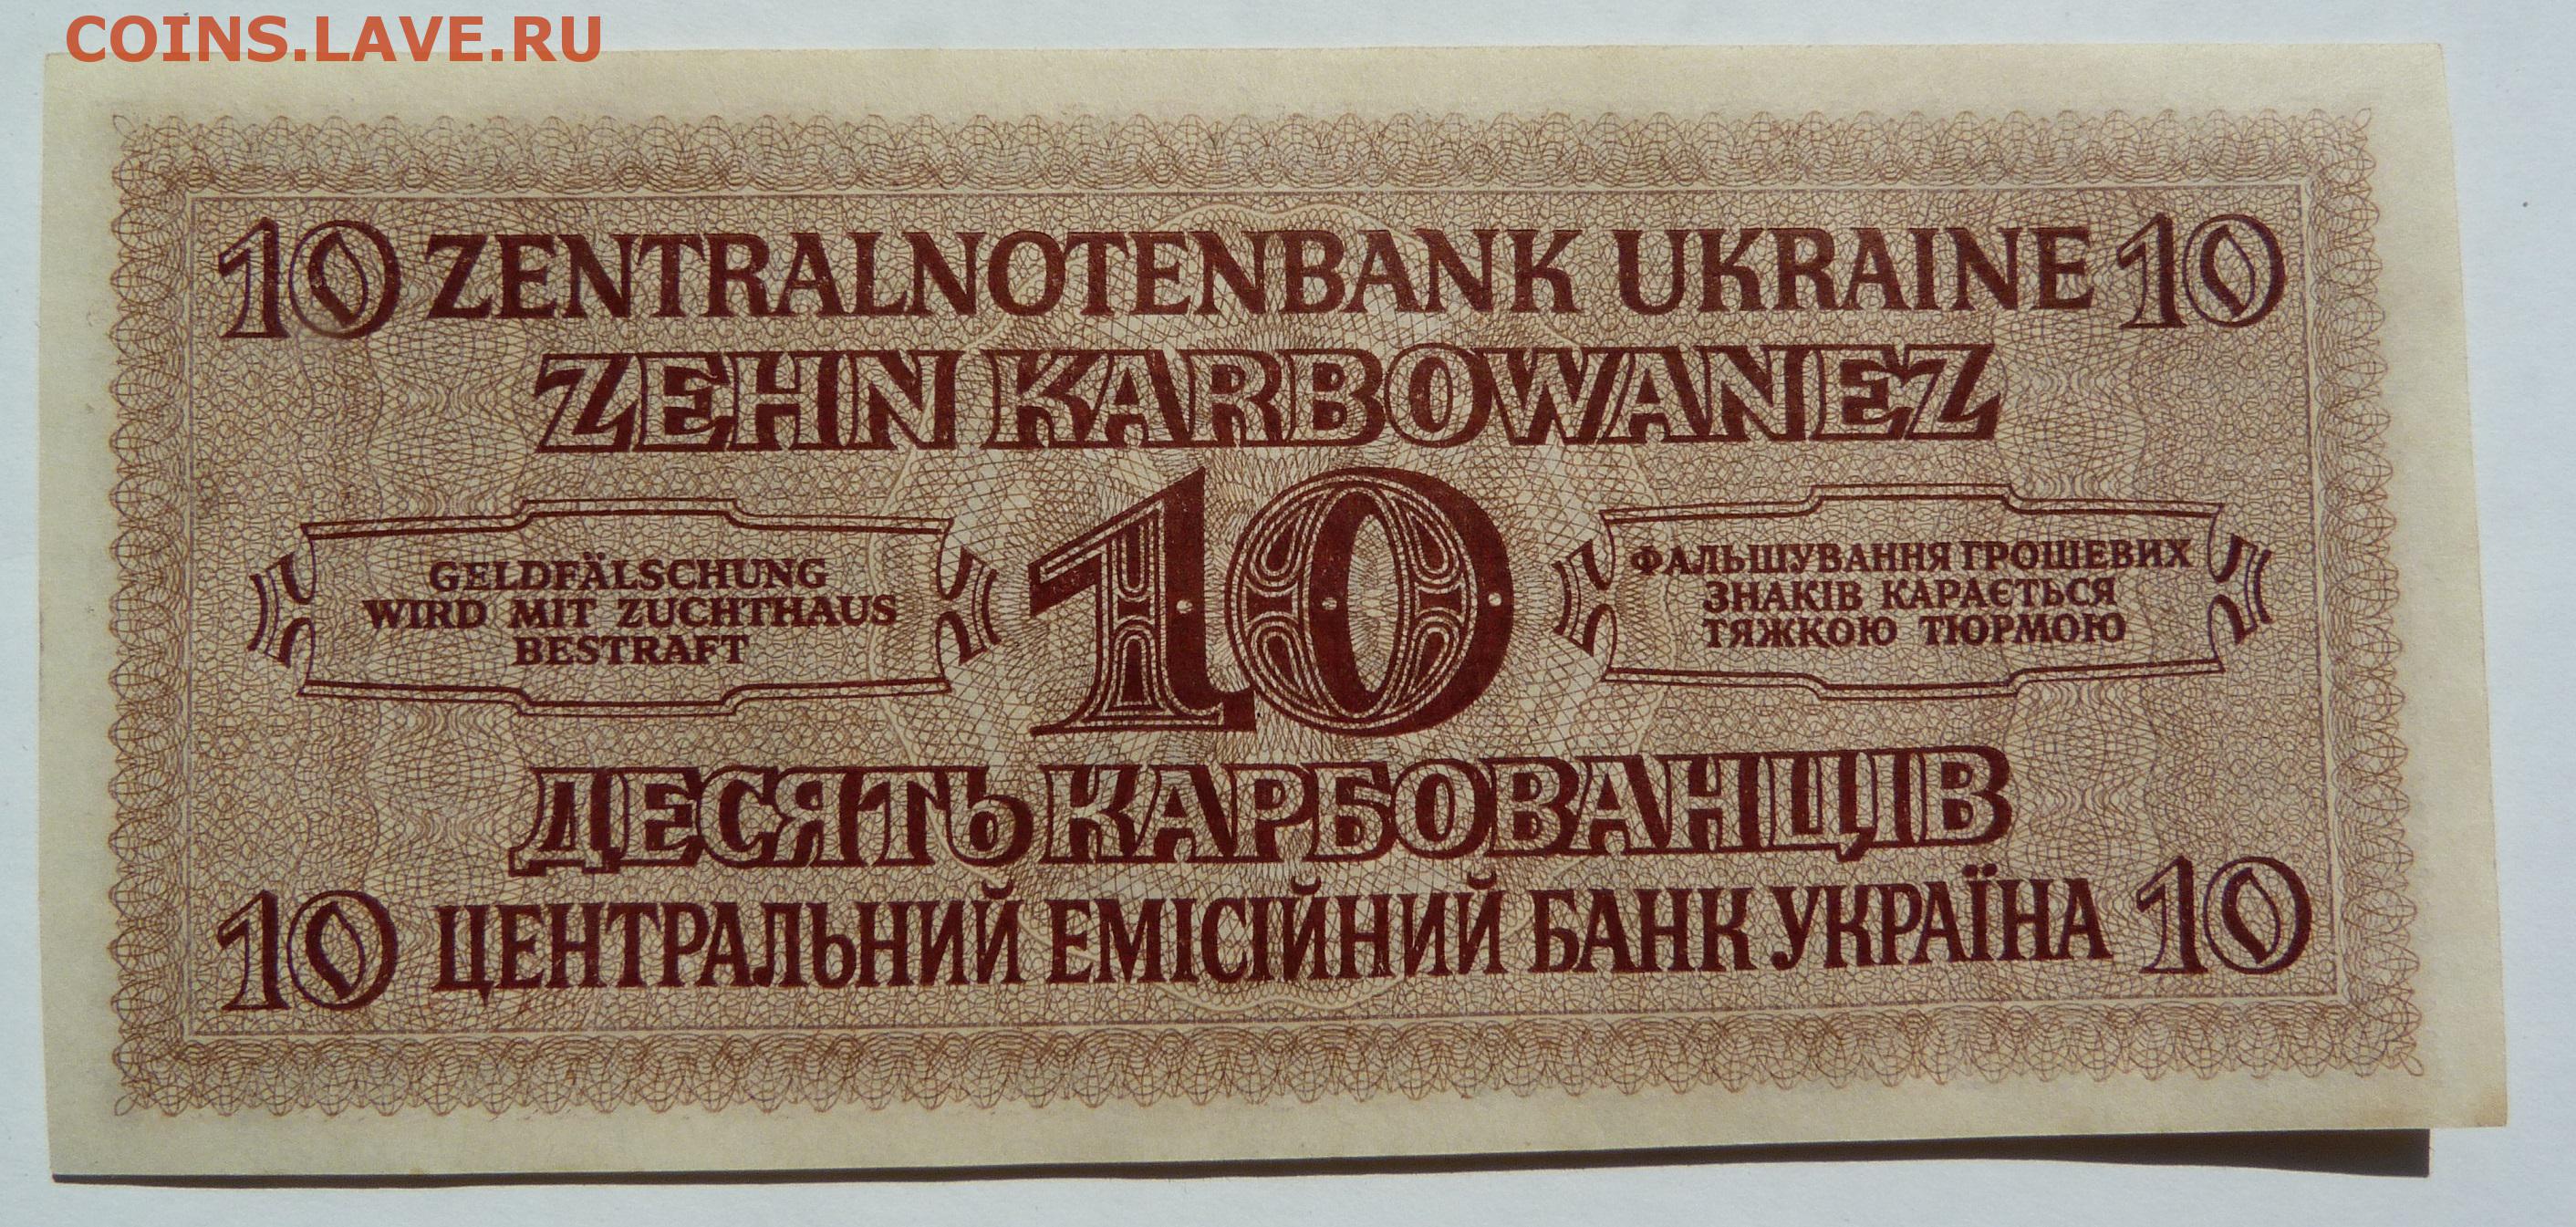 COINS.LAVE.RU
10 ZENTRALNOTENBANK UKRAINE 10
ZEHN KARBOWANEZ
GELDFÄLSCHUNG
WIRD MIT ZUCHTHAUS
BESTRAFT
10
ФАЛЬШУВАННЯ ГРОШЕВИХ
ЗНАКІВ КАРАЄТЬСЯ
ТЯЖКОЮ ТЮРМОЮ
ДЕСЯТЬ КАРБОВАНЦІВ
10 ЦЕНТРАЛЬНИЙ ЕМІСІЙНИЙ БАНК УКРАЇНА 10